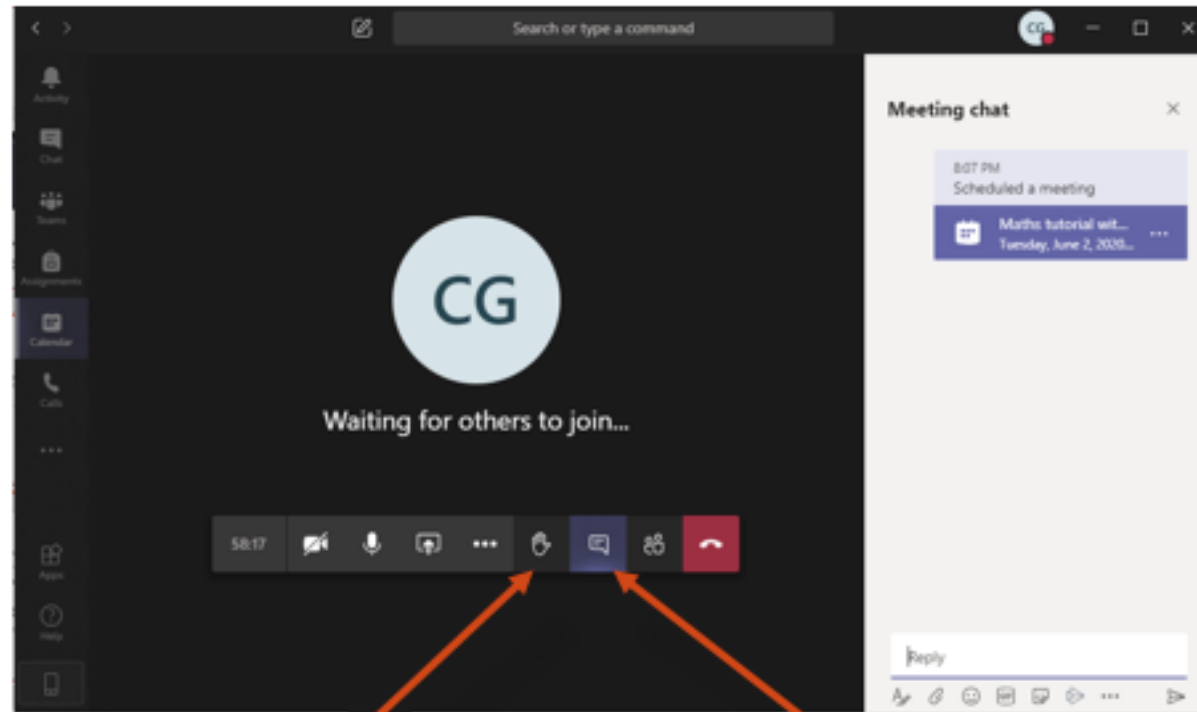 Search or type a command
CG
Activity
Chat
Teams
Assignments
Calendar
Calls
Apps
Help
CG
Waiting for others to join...
58:17
Meeting chat
8:07 PM
Scheduled a meeting
Maths tutorial wit...
Tuesday, June 2, 2020...
Reply